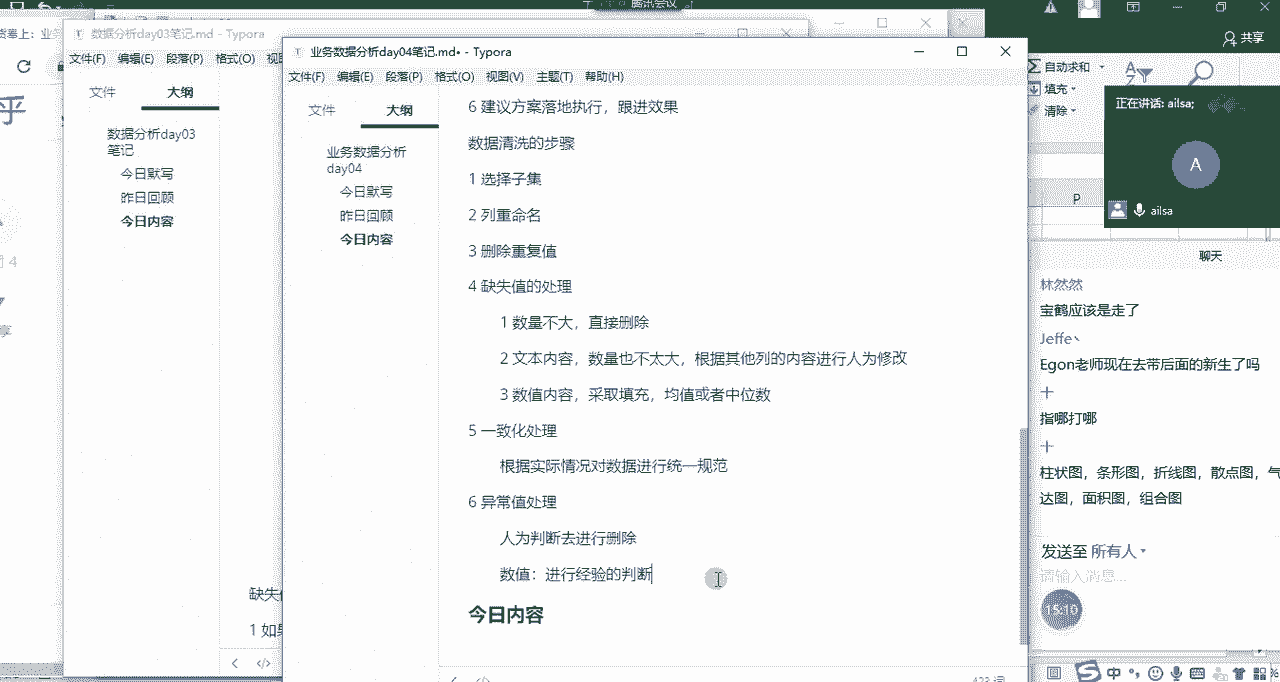 腾讯会议
共享
数据分析day03笔记.md - Typora
文件(F) 编辑(E) 段落(P) 格式(O)
文件 大纲
数据分析day03
笔记
今日默写
昨日回顾
今日内容
业务数据分析day04笔记.md• - Typora
文件(F) 编辑(E) 段落(P) 格式(O) 视图(V) 主题(T) 帮助(H)
文件 大纲
业务数据分析
day04
今日默写
昨日回顾
今日内容
6 建议方案落地执行，跟进效果
数据清洗的步骤
1 选择子集
2 列重命名
3 删除重复值
4 缺失值的处理
1 数量不大，直接删除
2 文本内容，数量也不太大，根据其他列的内容进行人为修改
3 数值内容，采取填充，均值或者中位数
5 一致化处理
根据实际情况对数据进行统一规范
6 异常值处理
人为判断去进行删除
数值：进行经验的判断
今日内容
自动求和
填充
清除
正在讲话: ailsa;
A
ailsa
P
聊天
林然然
宝鹤应该是走了
Jeffe丶
Egon老师现在去带后面的新生了吗
十
指哪打哪
十
柱状图，条形图，折线图，散点图，气
达图，面积图，组合图
发送至 所有人
请输入消息...
15:10
中